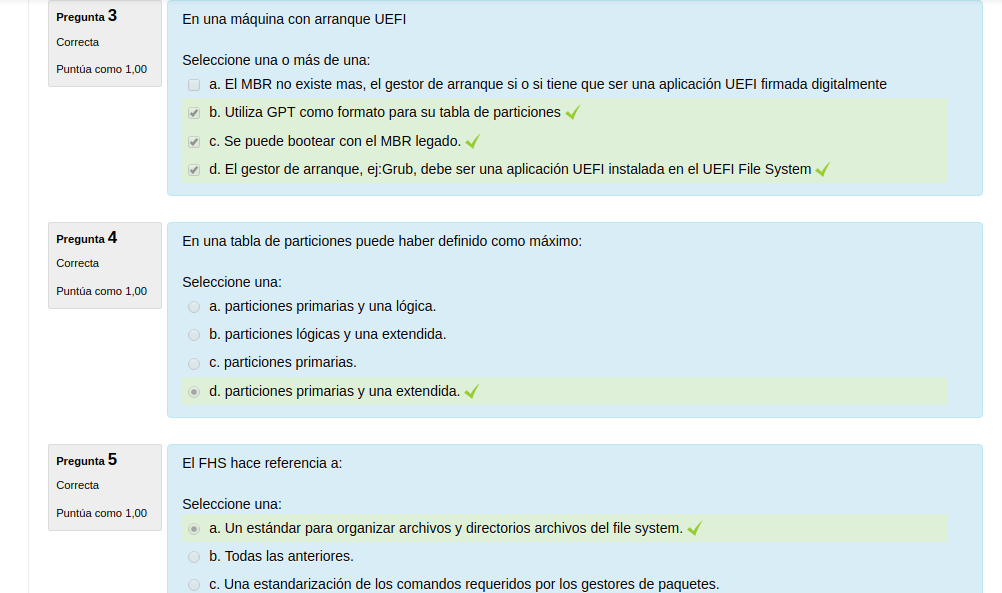 Pregunta 3
Correcta
Puntúa como 1,00
En una máquina con arranque UEFI
Seleccione una o más de una:
a. El MBR no existe mas, el gestor de arranque si o si tiene que ser una aplicación UEFI firmada digitalmente
b. Utiliza GPT como formato para su tabla de particiones
c. Se puede bootear con el MBR legado.
d. El gestor de arranque, ej:Grub, debe ser una aplicación UEFI instalada en el UEFI File System
Pregunta 4
Correcta
Puntúa como 1,00
En una tabla de particiones puede haber definido como máximo:
Seleccione una:
a. particiones primarias y una lógica.
b. particiones lógicas y una extendida.
c. particiones primarias.
d. particiones primarias y una extendida.
Pregunta 5
Correcta
Puntúa como 1,00
El FHS hace referencia a:
Seleccione una:
a. Un estándar para organizar archivos y directorios archivos del file system.
b. Todas las anteriores.
c. Una estandarización de los comandos requeridos por los gestores de paquetes.